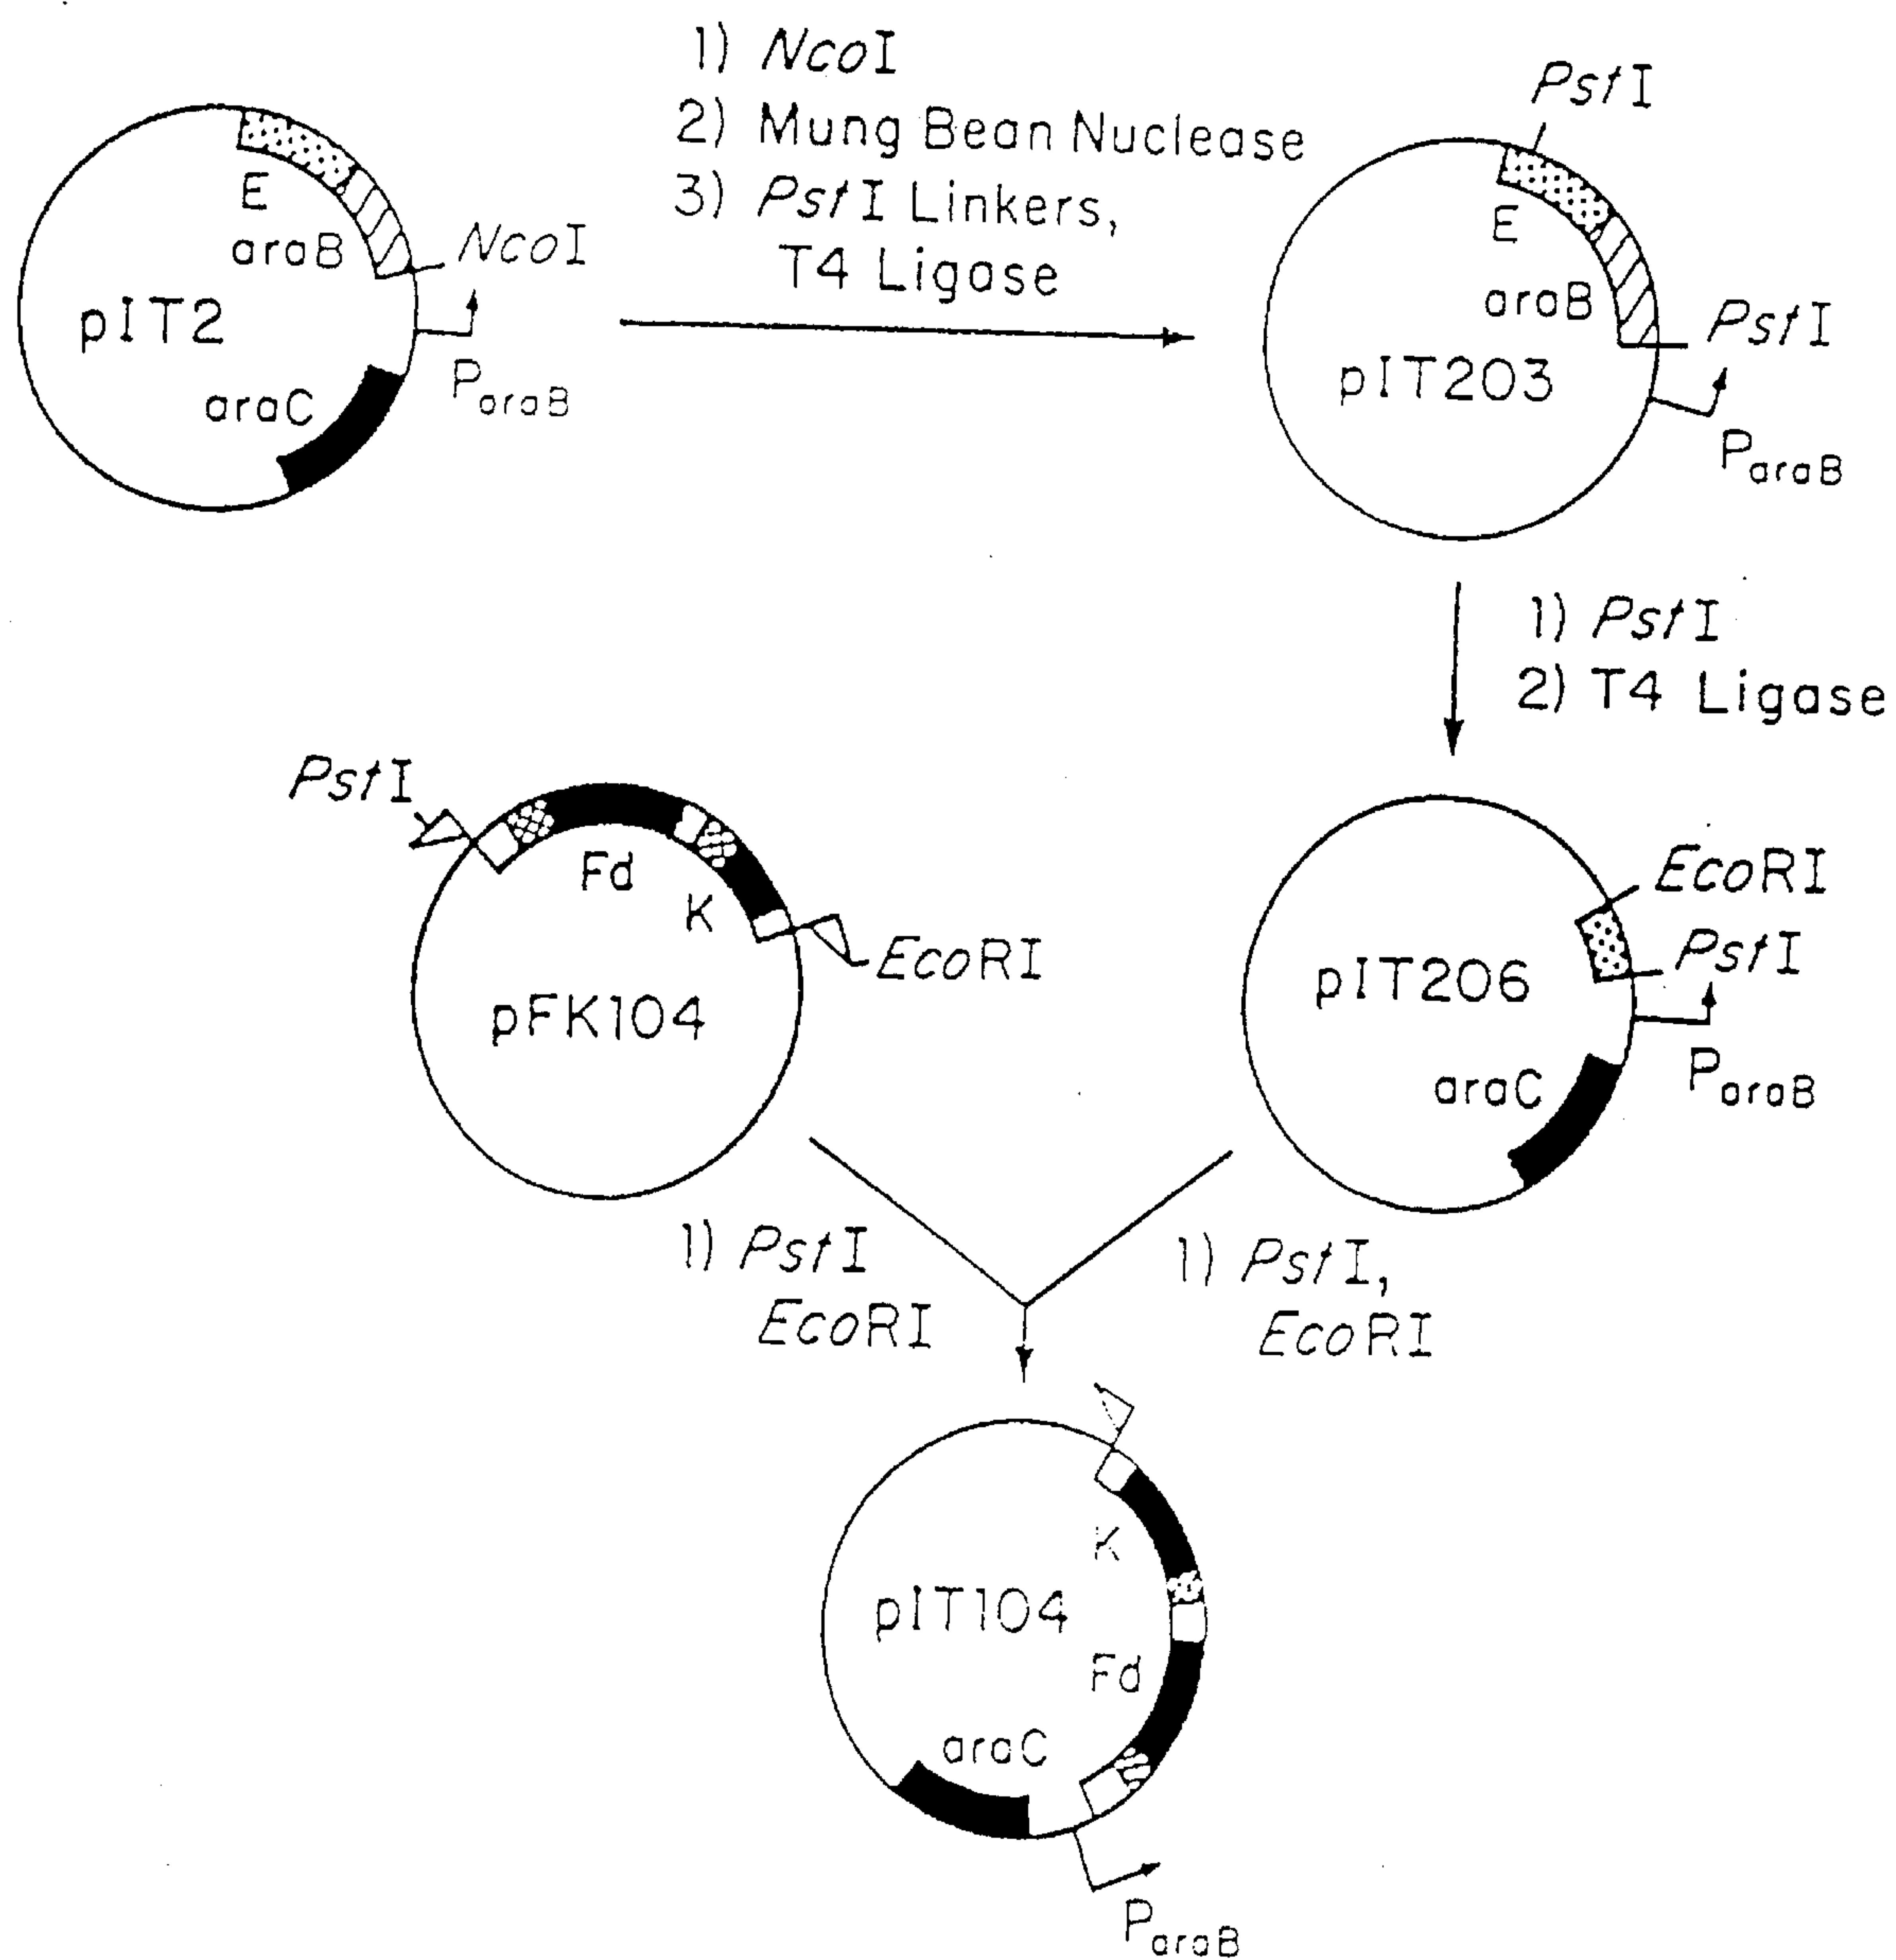 1) NcoI
2) Mung Bean Nuclease
3) PstI Linkers,
T4 Ligase
E
araB
NcoI
pIT2
araC
ParaB
PstI
E
araB
PstI
pIT203
ParaB
1) PstI
2) T4 Ligase
PstI
Fd
K
EcoRI
pFK104
EcoRI
PstI
pIT206
araC
ParaB
1) PstI
EcoRI
1) PstI,
EcoRI
K
pIT104
Fd
araC
ParaB